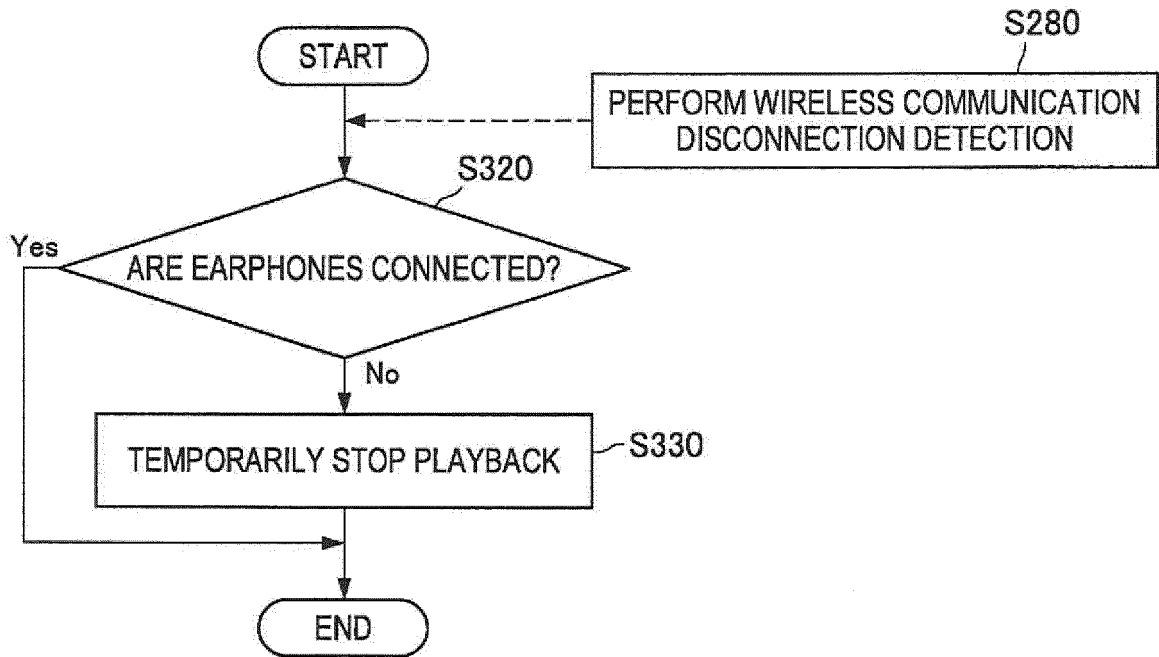 START
S280
PERFORM WIRELESS COMMUNICATION
DISCONNECTION DETECTION
S320
Yes
ARE EARPHONES CONNECTED?
No
TEMPORARILY STOP PLAYBACK
S330
END